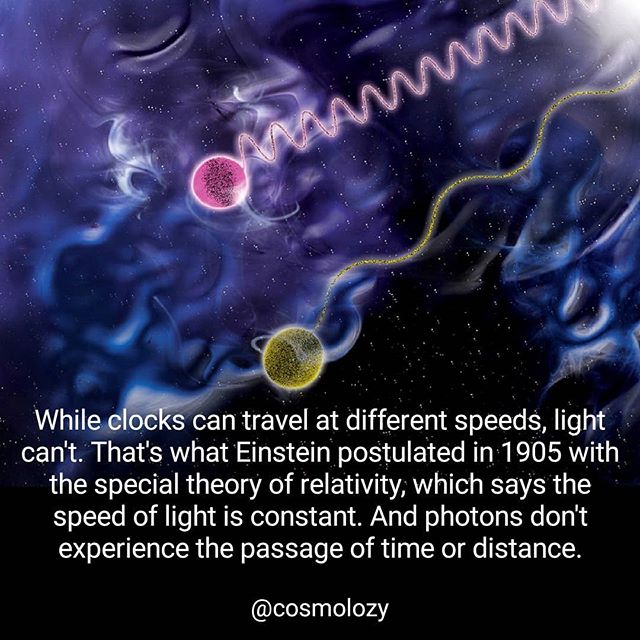 While clocks can travel at different speeds, light
can't. That's what Einstein postulated in 1905 with
the special theory of relativity, which says the
speed of light is constant. And photons don't
experience the passage of time or distance.
@cosmolozy